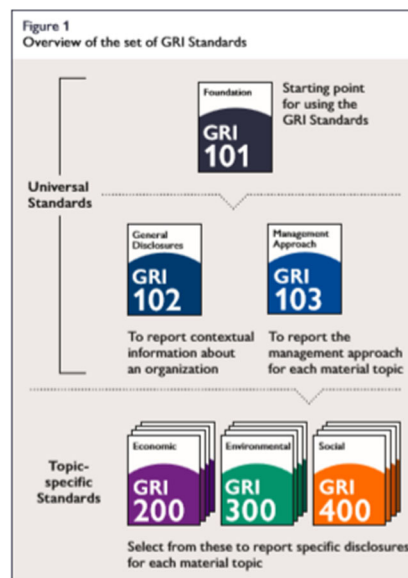 Figure 1
Overview of the set of GRI Standards
Foundation
GRI
101
Starting point
for using the
GRI Standards
Universal
Standards
General
Disclosures
GRI
102
Management
Approach
GRI
103
To report contextual
information about
an organization
To report the
management approach
for each material topic
Topic-
specific
Standards
Economic
GRI
200
Environmental
GRI
300
Social
GRI
400
Select from these to report specific disclosures
for each material topic